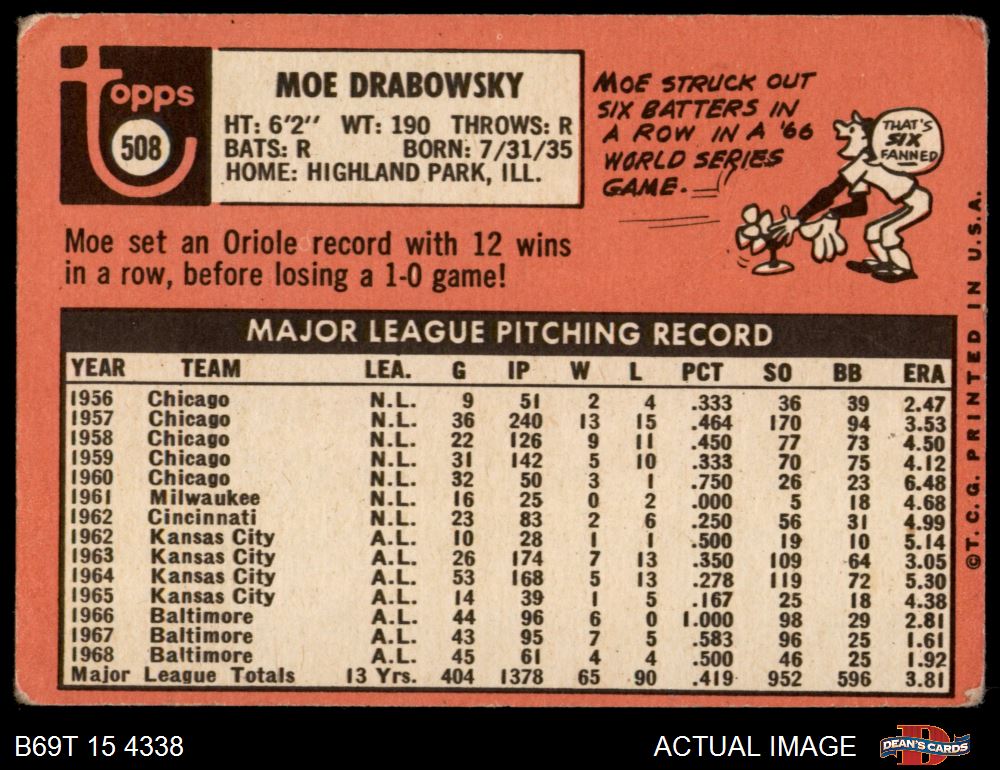 topps
508
MOE DRABOWSKY
HT: 6'2" WT: 190 THROWS: R
BATS: R BORN: 7/31/35
HOME: HIGHLAND PARK, ILL.
MOE STRUCK OUT
SIX BATTERS IN
A ROW IN A '66
WORLD SERIES
GAME.
THAT'S
SIX
FANNED
Moe set an Oriole record with 12 wins
in a row, before losing a 1-0 game!
MAJOR LEAGUE PITCHING RECORD
YEAR TEAM LEA. G IP W L PCT SO BB ERA
1956 Chicago N.L. 9 51 2 4 .333 36 39 2.47
1957 Chicago N.L. 36 240 13 15 .464 170 94 3.53
1958 Chicago N.L. 22 126 9 11 .450 77 73 4.50
1959 Chicago N.L. 31 142 5 10 .333 70 75 4.12
1960 Chicago N.L. 32 50 3 1 .750 26 23 6.48
1961 Milwaukee N.L. 16 25 0 2 .000 5 18 4.68
1962 Cincinnati N.L. 23 83 2 6 .250 56 31 4.99
1962 Kansas City A.L. 10 28 1 1 .500 19 10 5.14
1963 Kansas City A.L. 26 174 7 13 .350 109 64 3.05
1964 Kansas City A.L. 53 168 5 13 .278 119 72 5.30
1965 Kansas City A.L. 14 39 1 5 .167 25 18 4.38
1966 Baltimore A.L. 44 96 6 0 1.000 98 29 2.81
1967 Baltimore A.L. 43 95 7 5 .583 96 25 1.61
1968 Baltimore A.L. 45 61 4 4 .500 46 25 1.92
Major League Totals 13 Yrs. 404 1378 65 90 .419 952 596 3.81
©T.C.G. PRINTED IN U.S.A.
B69T 15 4338
ACTUAL IMAGE
D
DEAN'S CARDS